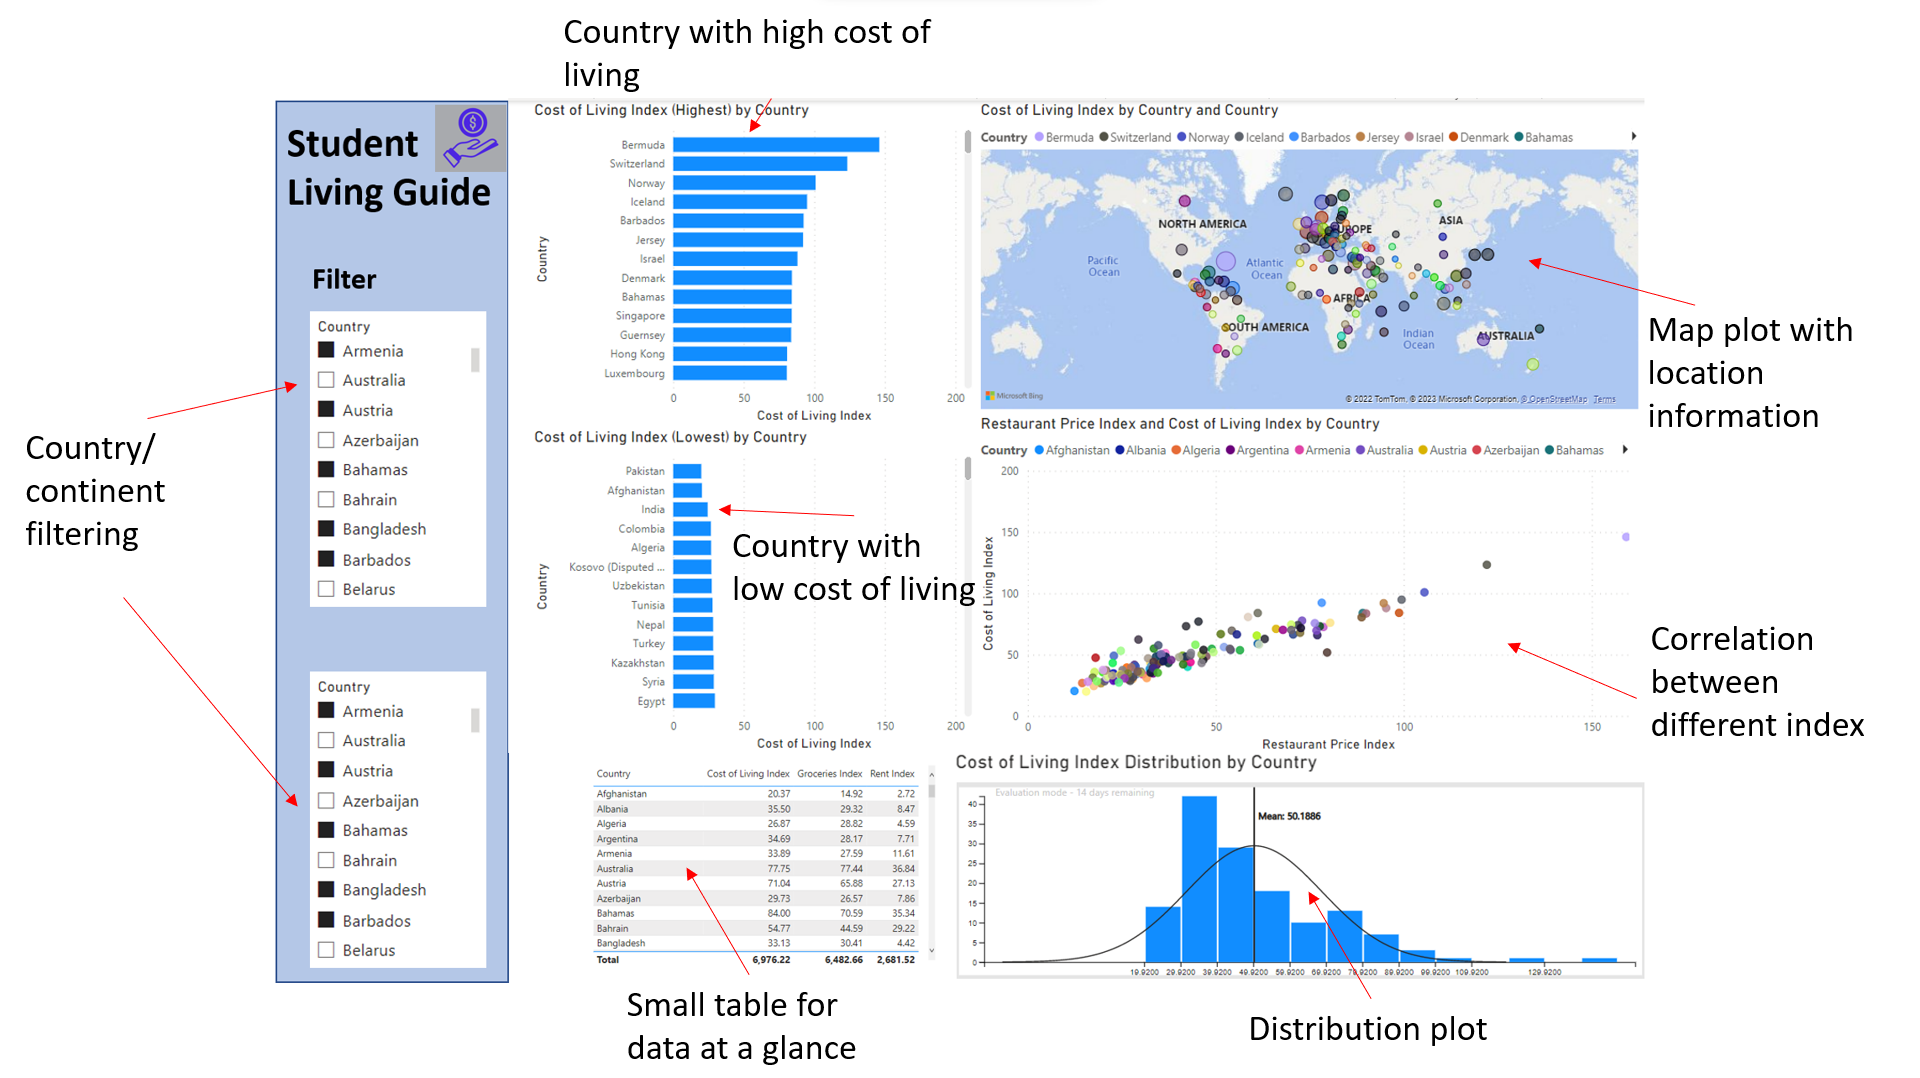 Country with high cost of
living
Student
Living Guide
Filter
Country
Armenia
Australia
Austria
Azerbaijan
Bahamas
Bahrain
Bangladesh
Barbados
Belarus
Country/
continent
filtering
Country
Armenia
Australia
Austria
Azerbaijan
Bahamas
Bahrain
Bangladesh
Barbados
Belarus
Cost of Living Index (Highest) by Country
Country
Bermuda
Switzerland
Norway
Iceland
Barbados
Jersey
Israel
Denmark
Bahamas
Singapore
Guernsey
Hong Kong
Luxembourg
0 50 100 150 200
Cost of Living Index
Cost of Living Index by Country and Country
Country Bermuda Switzerland Norway Iceland Barbados Jersey Israel Denmark Bahamas
NORTH AMERICA
EUROPE
ASIA
Pacific
Ocean
Atlantic
Ocean
AFRICA
SOUTH AMERICA
Indian
Ocean
AUSTRALIA
Microsoft Bing
© 2022 TomTom, © 2023 Microsoft Corporation, © OpenStreetMap Terms
Map plot with
location
information
Cost of Living Index (Lowest) by Country
Country
Pakistan
Afghanistan
India
Colombia
Algeria
Kosovo (Disputed ...
Uzbekistan
Tunisia
Nepal
Turkey
Kazakhstan
Syria
Egypt
0 50 100 150 200
Cost of Living Index
Country with
low cost of living
Restaurant Price Index and Cost of Living Index by Country
Country Afghanistan Albania Algeria Argentina Armenia Australia Austria Azerbaijan Bahamas
Cost of Living Index
200
150
100
50
0
0 50 100 150
Restaurant Price Index
Correlation
between
different index
Country Cost of Living Index Groceries Index Rent Index
Afghanistan 20.37 14.92 2.72
Albania 35.50 29.32 8.47
Algeria 26.87 28.82 4.59
Argentina 34.69 28.17 7.71
Armenia 33.89 27.59 11.61
Australia 77.75 77.44 36.84
Austria 71.04 65.88 27.13
Azerbaijan 29.73 26.57 7.86
Bahamas 84.00 70.59 35.34
Bahrain 54.77 44.59 29.22
Bangladesh 33.13 30.41 4.42
Total 6,976.22 6,482.66 2,681.52
Small table for
data at a glance
Cost of Living Index Distribution by Country
Evaluation mode - 14 days remaining
Mean: 50.1886
40
35
30
25
20
15
10
5
0
19.9200 29.9200 39.9200 49.9200 59.9200 69.9200 79.9200 89.9200 99.9200 109.9200 129.9200
Distribution plot